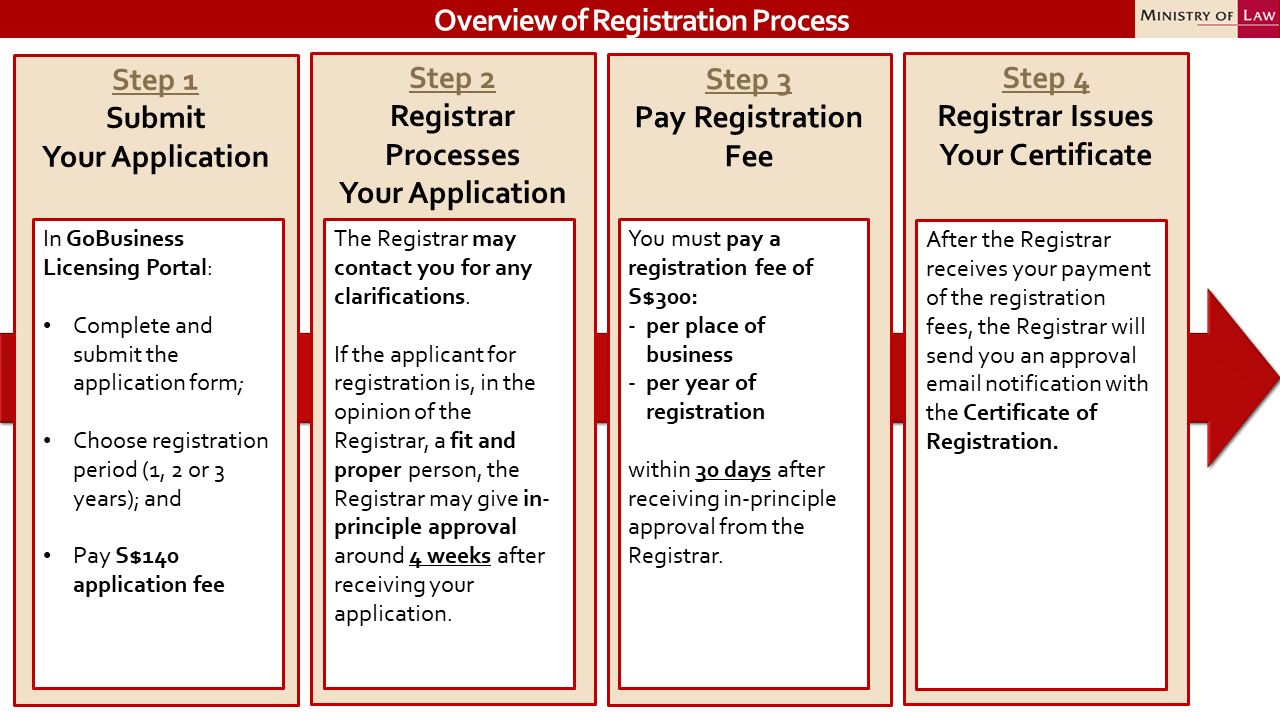 Overview of Registration Process
MINISTRY OF LAW
Step 1
Submit
Your Application
In GoBusiness
Licensing Portal:
• Complete and
submit the
application form;
• Choose registration
period (1, 2 or 3
years); and
• Pay S$140
application fee
Step 2
Registrar
Processes
Your Application
The Registrar may
contact you for any
clarifications.
If the applicant for
registration is, in the
opinion of the
Registrar, a fit and
proper person, the
Registrar may give in-
principle approval
around 4 weeks after
receiving your
application.
Step 3
Pay Registration
Fee
You must pay a
registration fee of
S$300:
- per place of
business
- per year of
registration
within 30 days after
receiving in-principle
approval from the
Registrar.
Step 4
Registrar Issues
Your Certificate
After the Registrar
receives your payment
of the registration
fees, the Registrar will
send you an approval
email notification with
the Certificate of
Registration.